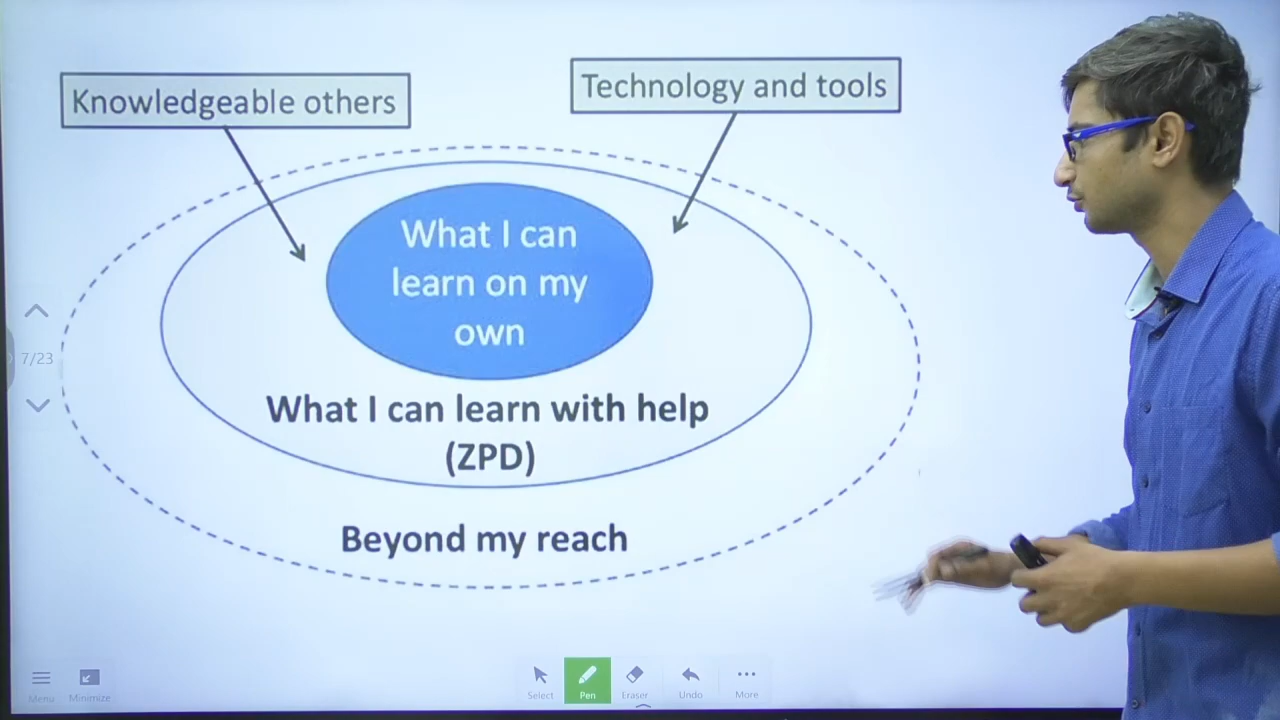 Knowledgeable others
Technology and tools
What I can
learn on my
own
What I can learn with help
(ZPD)
Beyond my reach
7/23
Menu
Minimize
Select
Pen
Eraser
Undo
More